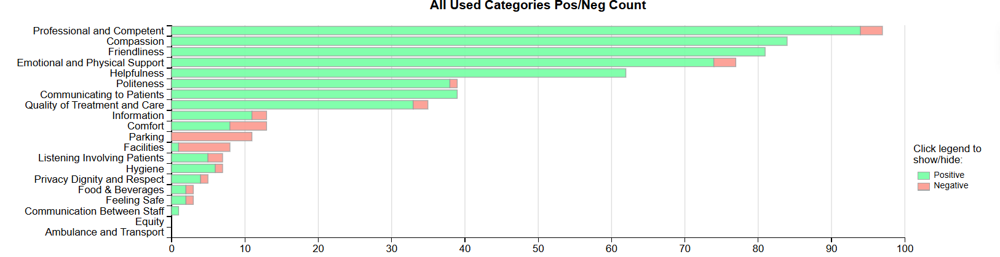 All Used Categories Pos/Neg Count
Professional and Competent
Compassion
Friendliness
Emotional and Physical Support
Helpfulness
Politeness
Communicating to Patients
Quality of Treatment and Care
Information
Comfort
Parking
Facilities
Listening Involving Patients
Hygiene
Privacy Dignity and Respect
Food & Beverages
Feeling Safe
Communication Between Staff
Equity
Ambulance and Transport
0 10 20 30 40 50 60 70 80 90 100
Click legend to
show/hide:
Positive
Negative